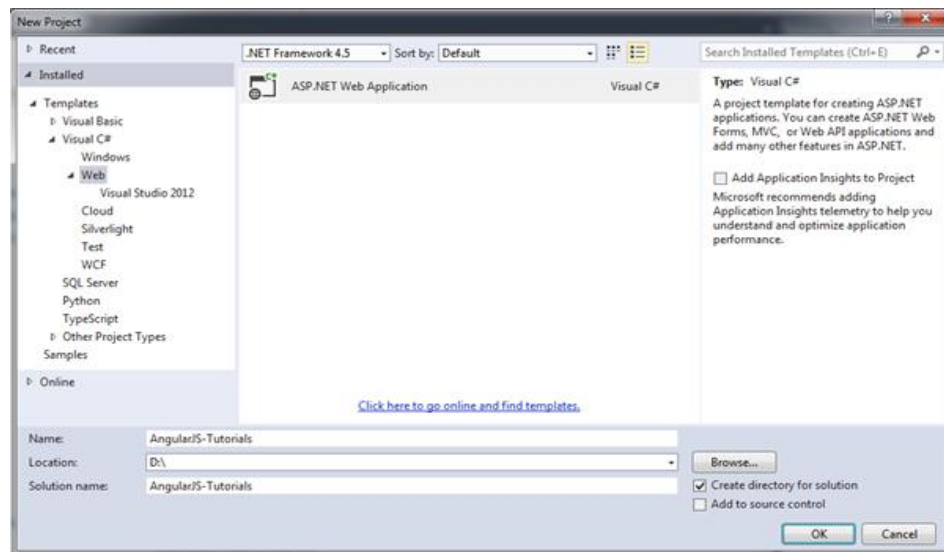 New Project
Recent
.NET Framework 4.5
Sort by: Default
Search Installed Templates (Ctrl+E)
Installed
Templates
Visual Basic
Visual C#
Windows
Web
Visual Studio 2012
Cloud
Silverlight
Test
WCF
SQL Server
Python
TypeScript
Other Project Types
Samples
Online
ASP.NET Web Application Visual C#
Click here to go online and find templates.
Type: Visual C#
A project template for creating ASP.NET
applications. You can create ASP.NET Web
Forms, MVC, or Web API applications and
add many other features in ASP.NET.
Add Application Insights to Project
Microsoft recommends adding
Application Insights telemetry to help you
understand and optimize application
performance.
Name: AngularJS-Tutorials
Location: D:\
Browse...
Solution name: AngularJS-Tutorials
Create directory for solution
Add to source control
OK Cancel